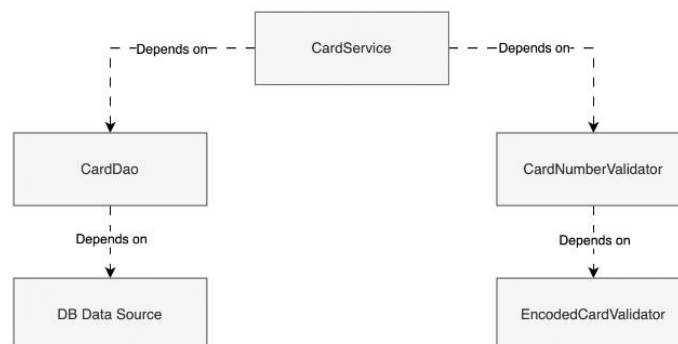 CardService
Depends on
Depends on
CardDao
CardNumberValidator
Depends on
Depends on
DB Data Source
EncodedCardValidator